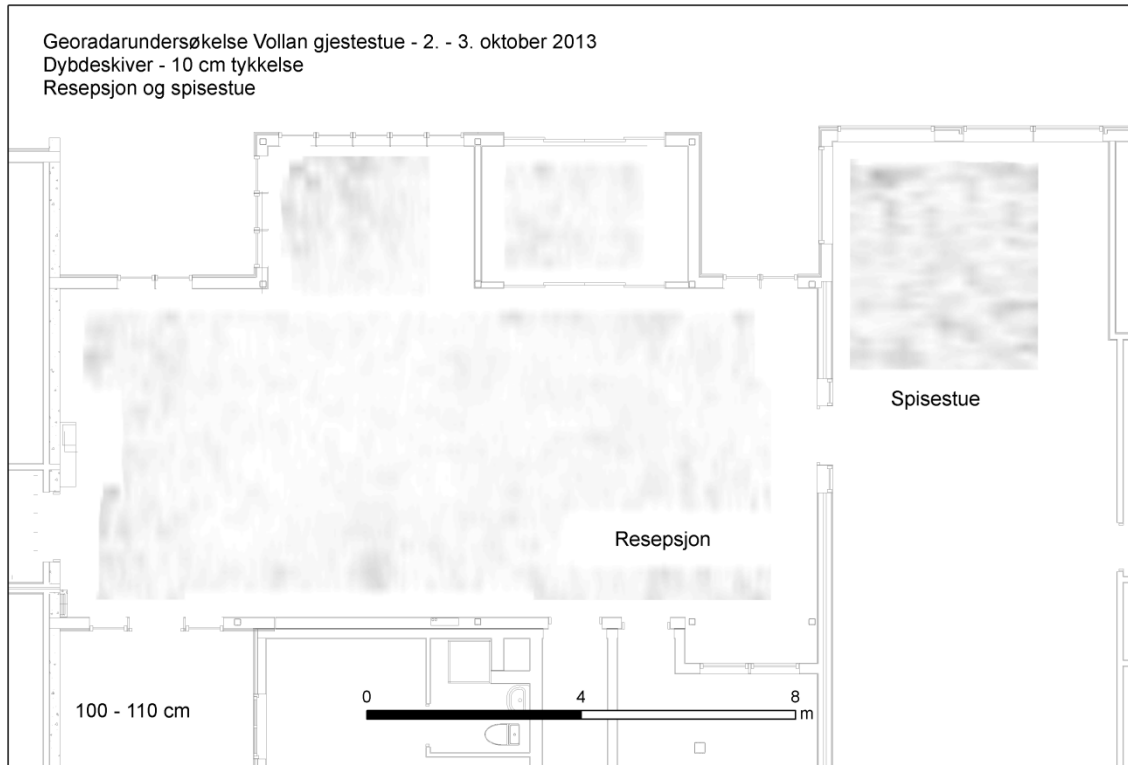 Georadarundersøkelse Vollan gjestestue - 2. - 3. oktober 2013
Dybdeskiver - 10 cm tykkelse
Resepsjon og spisestue
Spisestue
Resepsjon
100 - 110 cm
0 4 8
m